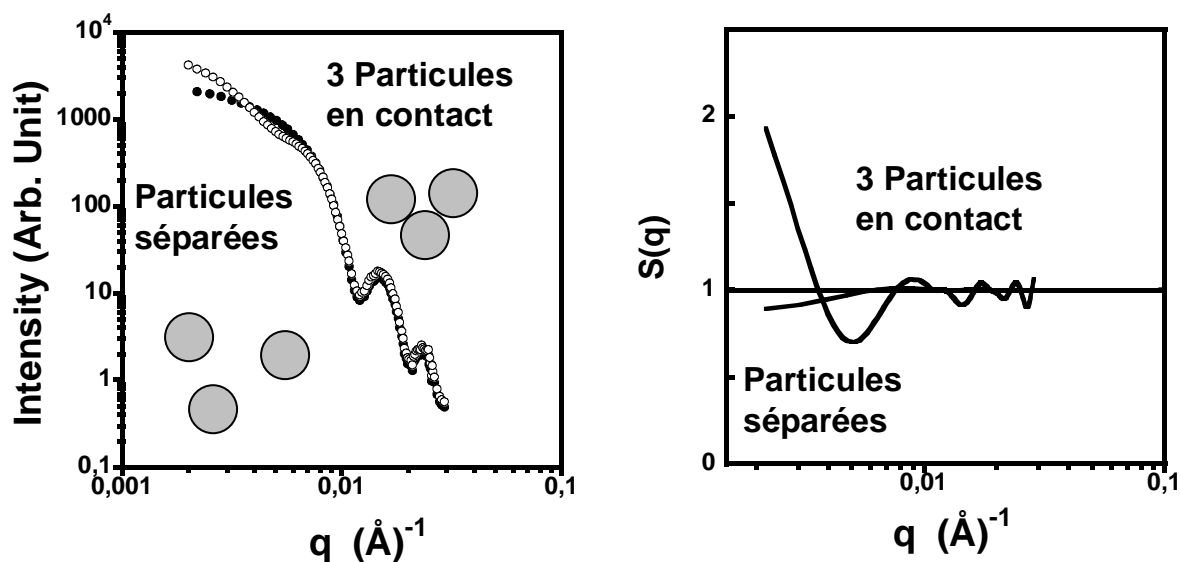 10⁴
1000
100
10
1
0,1
0,001
0,01
0,1
Intensity (Arb. Unit)
q (Å)⁻¹
3 Particules
en contact
Particules
séparées
2
1
0
0,01
0,1
S(q)
q (Å)⁻¹
3 Particules
en contact
Particules
séparées